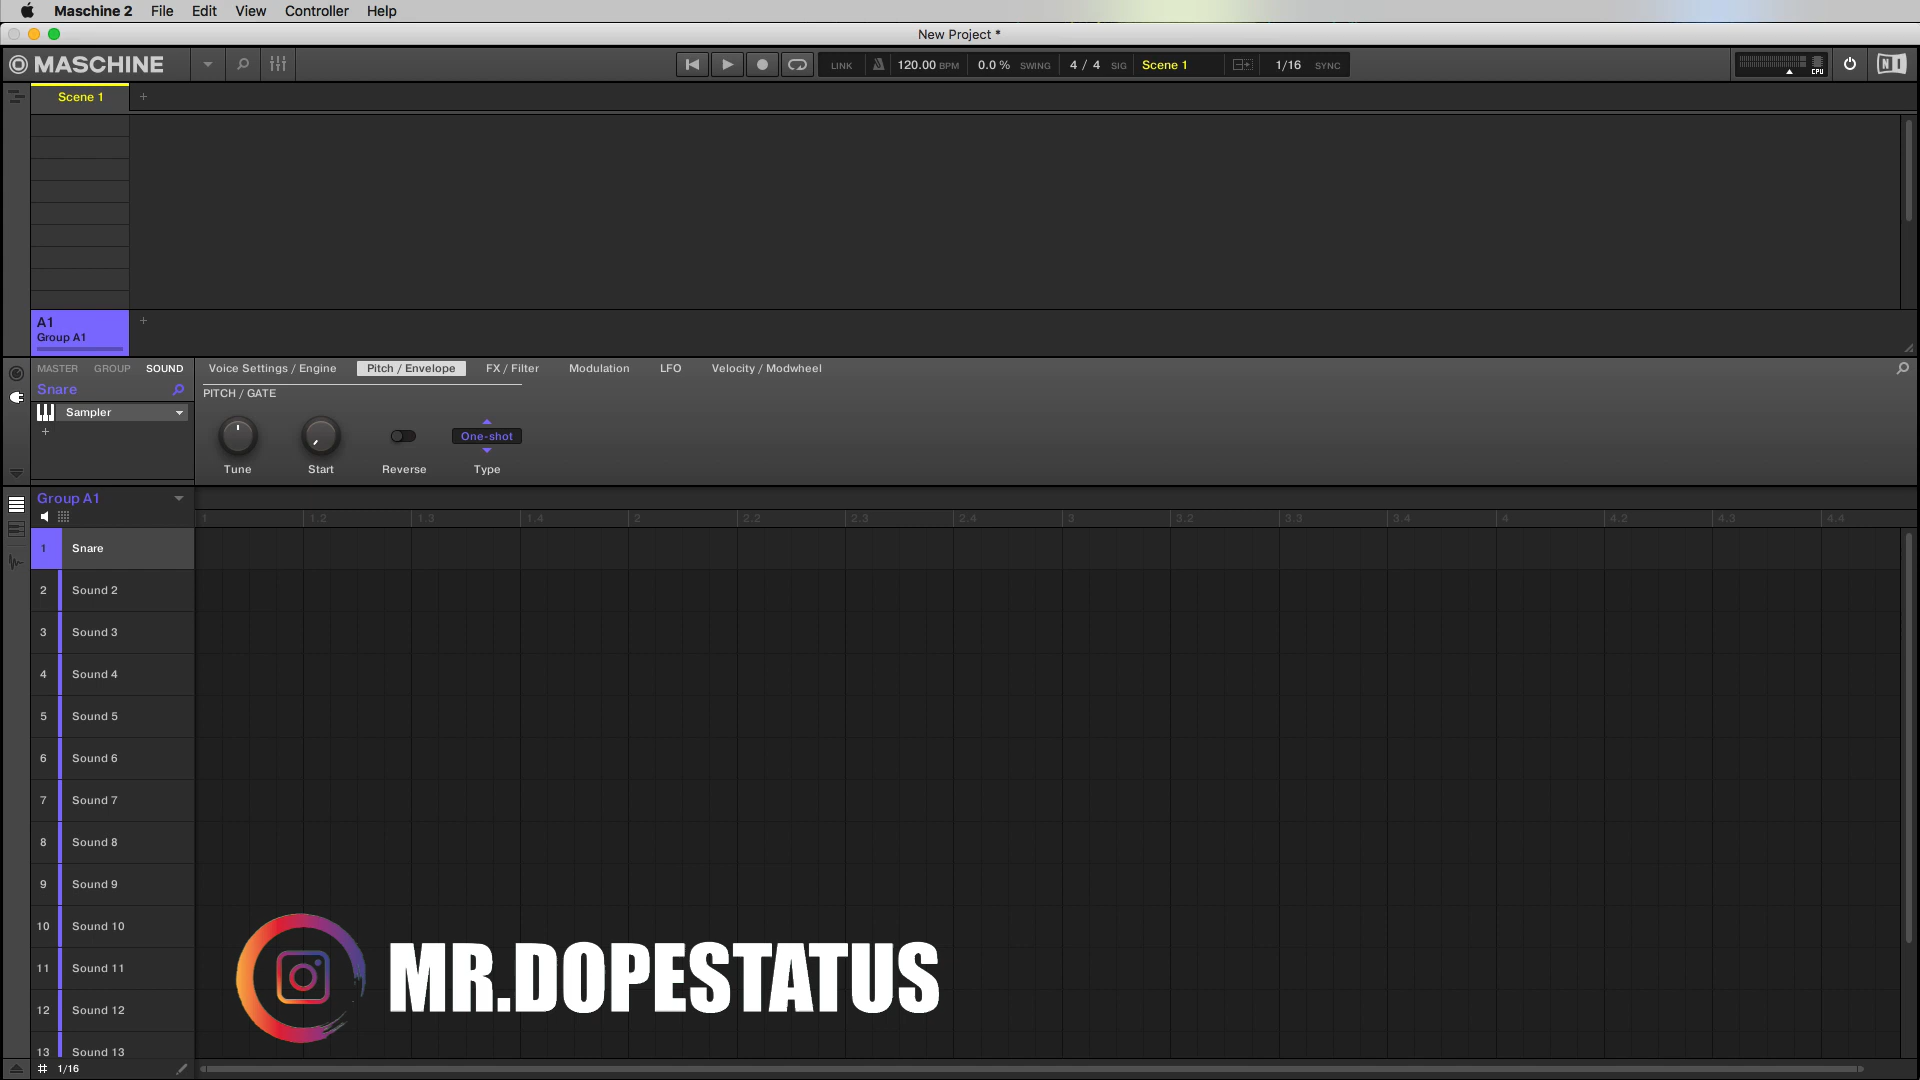 Maschine 2 File Edit View Controller Help
New Project *
MASCHINE
LINK 120.00 BPM 0.0 % SWING 4 / 4 SIG Scene 1 1/16 SYNC
CPU
NI
Scene 1 +
A1 +
Group A1
MASTER GROUP SOUND
Snare
Sampler
+
Voice Settings / Engine Pitch / Envelope FX / Filter Modulation LFO Velocity / Modwheel
PITCH / GATE
One-shot
Tune Start Reverse Type
Group A1
1 1.2 1.3 1.4 2 2.2 2.3 2.4 3 3.2 3.3 3.4 4 4.2 4.3 4.4
1 Snare
2 Sound 2
3 Sound 3
4 Sound 4
5 Sound 5
6 Sound 6
7 Sound 7
8 Sound 8
9 Sound 9
10 Sound 10
11 Sound 11
12 Sound 12
13 Sound 13
1/16
MR.DOPESTATUS